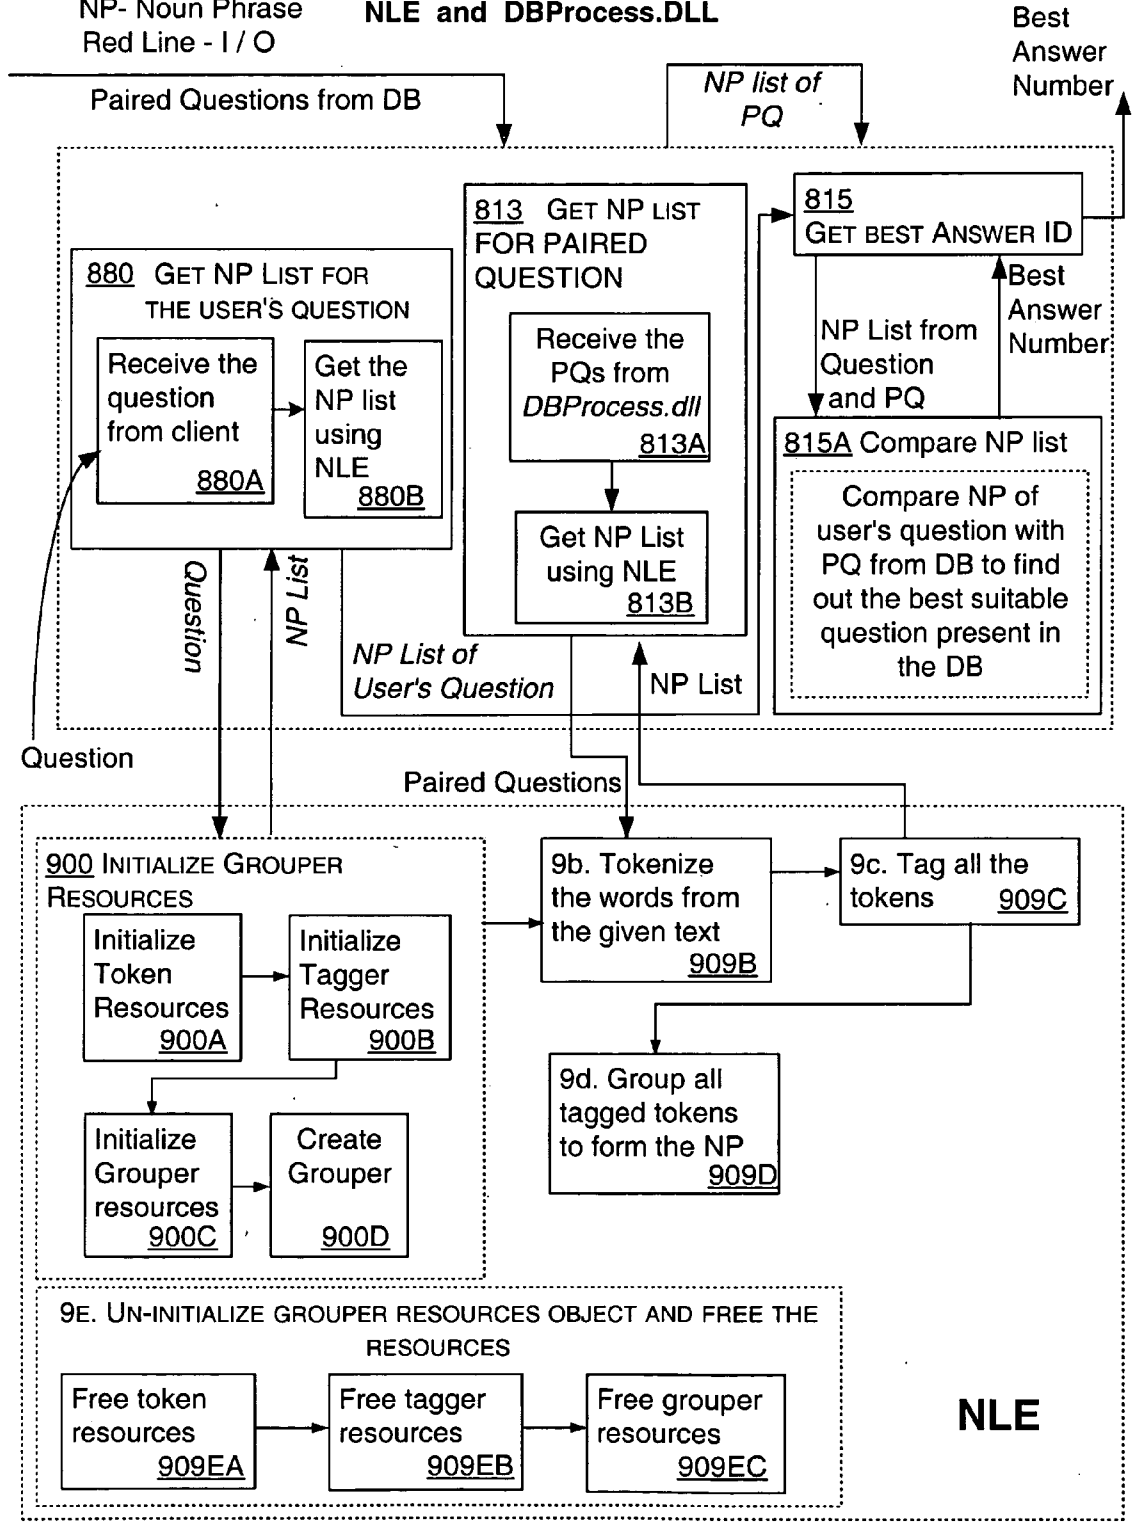 NP- Noun Phrase
NLE and DBProcess.DLL
Red Line - I / O
Best
Answer
Number
Paired Questions from DB
NP list of
PQ
880 GET NP LIST FOR
THE USER'S QUESTION
Receive the
question
from client
880A
Get the
NP list
using
NLE
880B
813 GET NP LIST
FOR PAIRED
QUESTION
Receive the
PQs from
DBProcess.dll
813A
Get NP List
using NLE
813B
815
GET BEST ANSWER ID
NP List from
Question
and PQ
Best
Answer
Number
815A Compare NP list
Compare NP of
user's question with
PQ from DB to find
out the best suitable
question present in
the DB
Question
NP List
NP List of
User's Question
NP List
Question
Paired Questions
900 INITIALIZE GROUPER
RESOURCES
Initialize
Token
Resources
900A
Initialize
Tagger
Resources
900B
Initialize
Grouper
resources
900C
Create
Grouper
900D
9b. Tokenize
the words from
the given text
909B
9c. Tag all the
tokens 909C
9d. Group all
tagged tokens
to form the NP
909D
9E. UN-INITIALIZE GROUPER RESOURCES OBJECT AND FREE THE
RESOURCES
Free token
resources
909EA
Free tagger
resources
909EB
Free grouper
resources
909EC
NLE